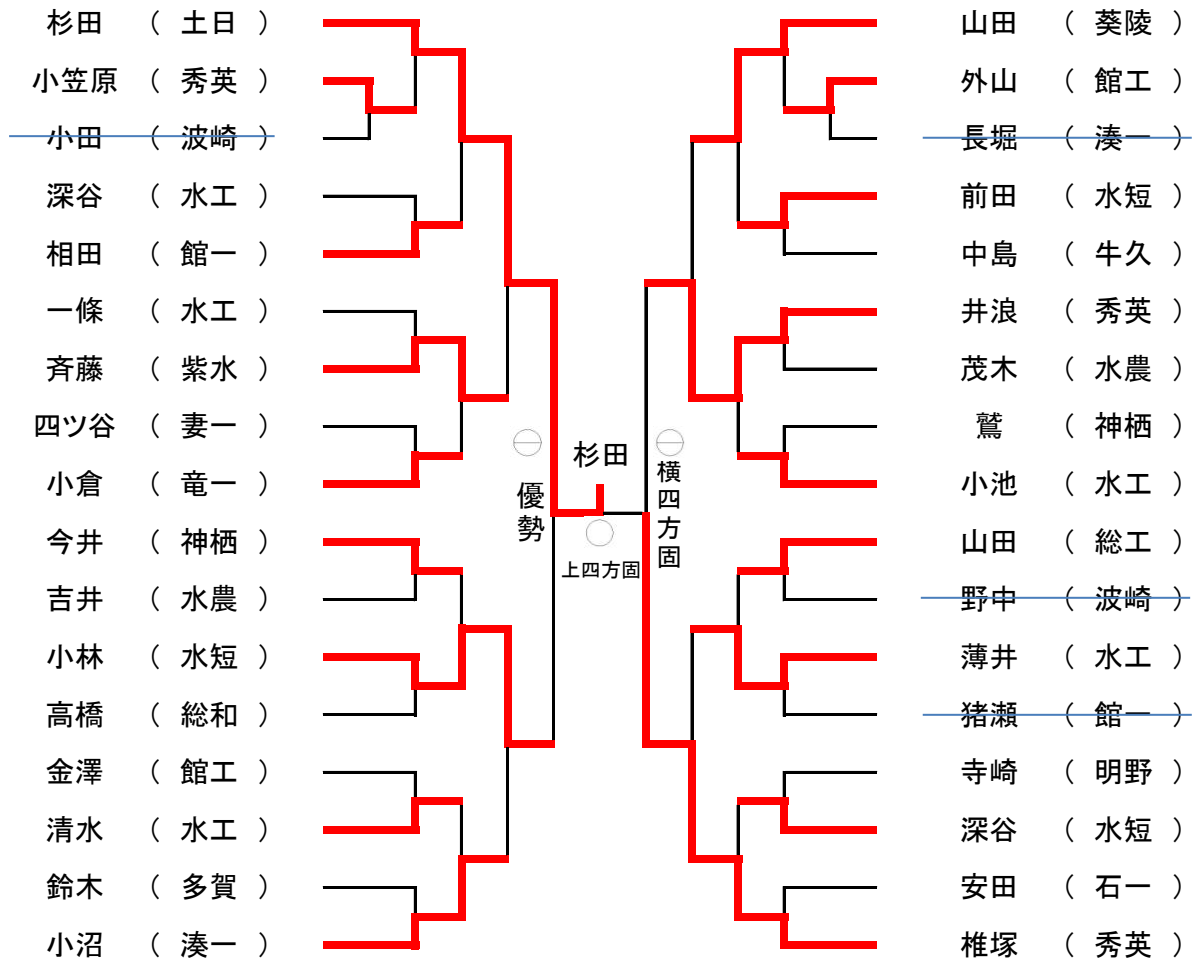 杉田 （ 土日 ）
小笠原 （ 秀英 ）
小田 （ 波崎 ）
深谷 （ 水工 ）
相田 （ 館一 ）
一條 （ 水工 ）
斉藤 （ 紫水 ）
四ツ谷 （ 妻一 ）
小倉 （ 竜一 ）
今井 （ 神栖 ）
吉井 （ 水農 ）
小林 （ 水短 ）
高橋 （ 総和 ）
金澤 （ 館工 ）
清水 （ 水工 ）
鈴木 （ 多賀 ）
小沼 （ 湊一 ）
優勢
杉田
上四方固
横四方固
山田 （ 葵陵 ）
外山 （ 館工 ）
長堀 （ 湊一 ）
前田 （ 水短 ）
中島 （ 牛久 ）
井浪 （ 秀英 ）
茂木 （ 水農 ）
鷲 （ 神栖 ）
小池 （ 水工 ）
山田 （ 総工 ）
野中 （ 波崎 ）
薄井 （ 水工 ）
猪瀬 （ 館一 ）
寺崎 （ 明野 ）
深谷 （ 水短 ）
安田 （ 石一 ）
椎塚 （ 秀英 ）